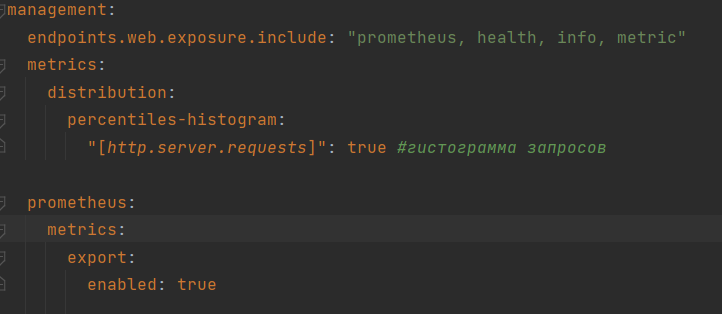 management:
  endpoints.web.exposure.include: "prometheus, health, info, metric"
  metrics:
    distribution:
      percentiles-histogram:
        "[http.server.requests]": true #гистограмма запросов
  prometheus:
    metrics:
      export:
        enabled: true